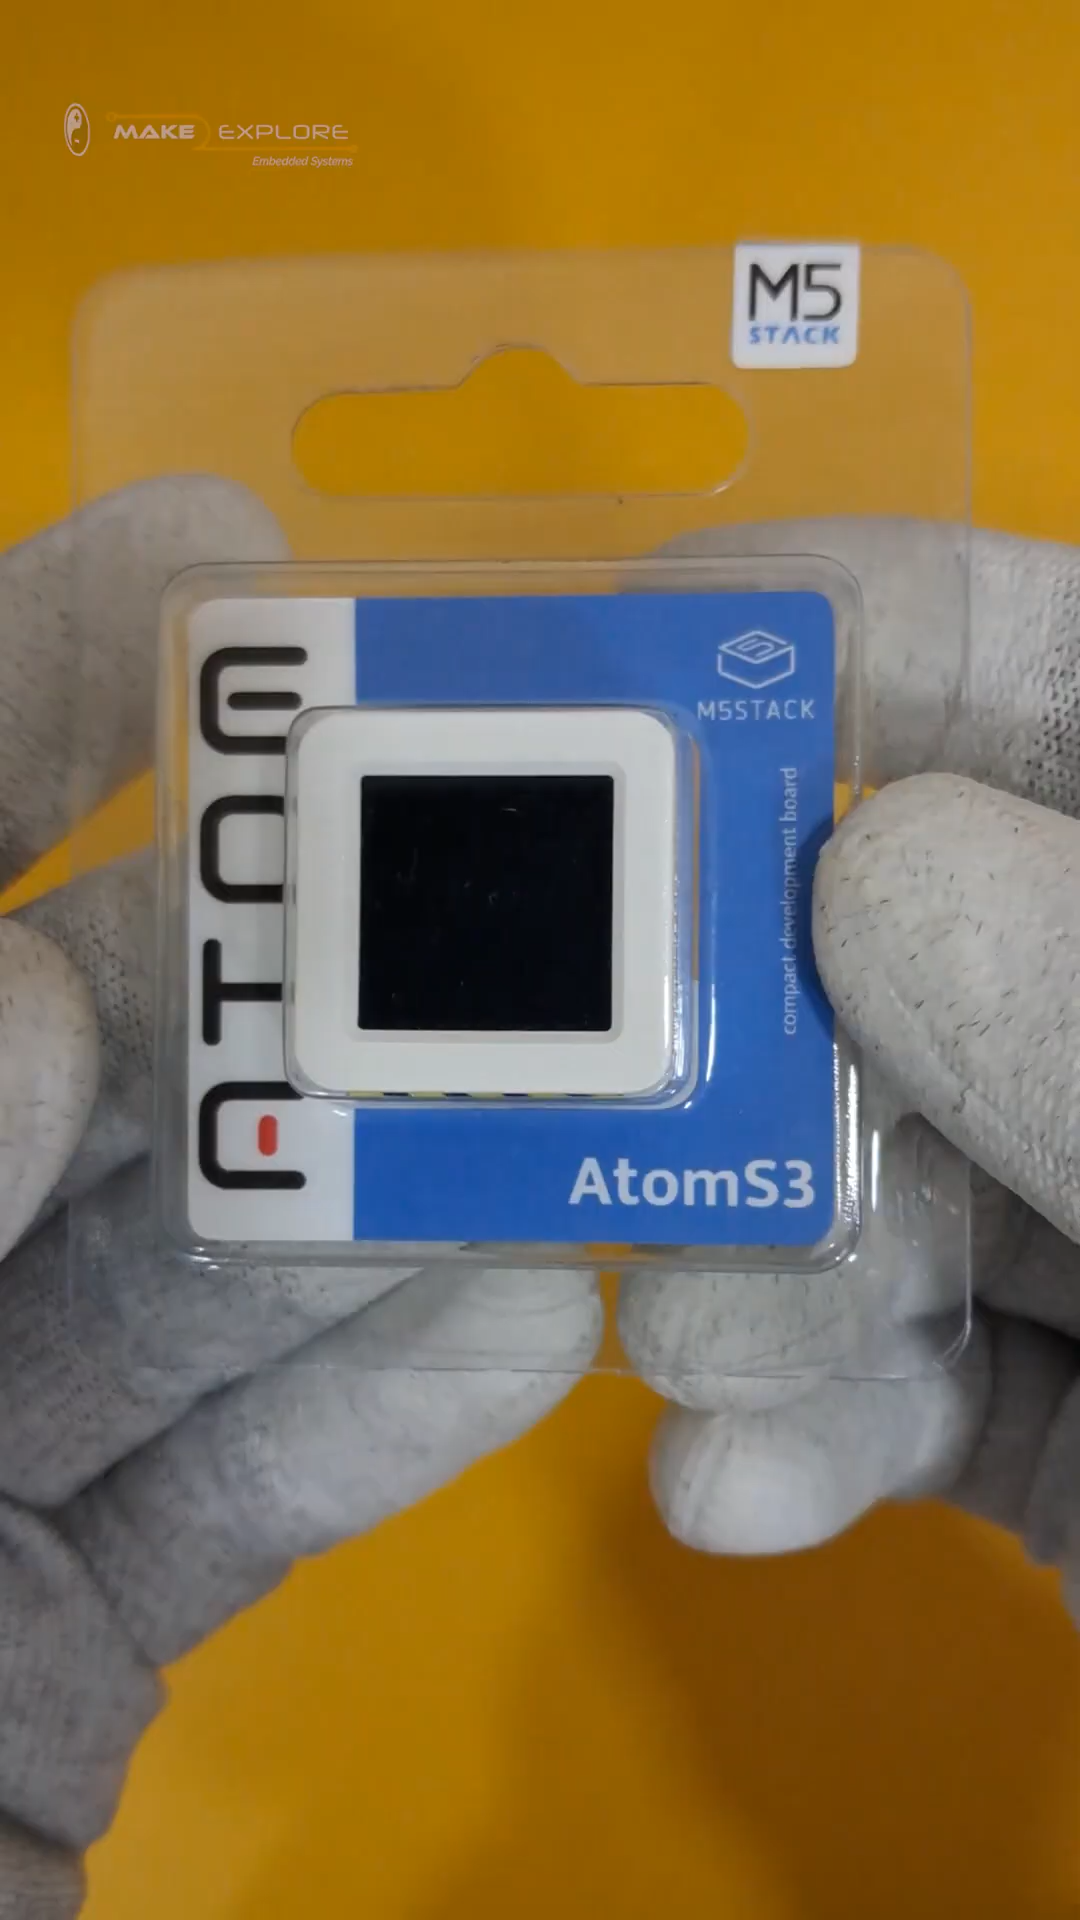 MAKE EXPLORE
Embedded Systems
M5
STACK
ATOM
M5STACK
compact development board
AtomS3